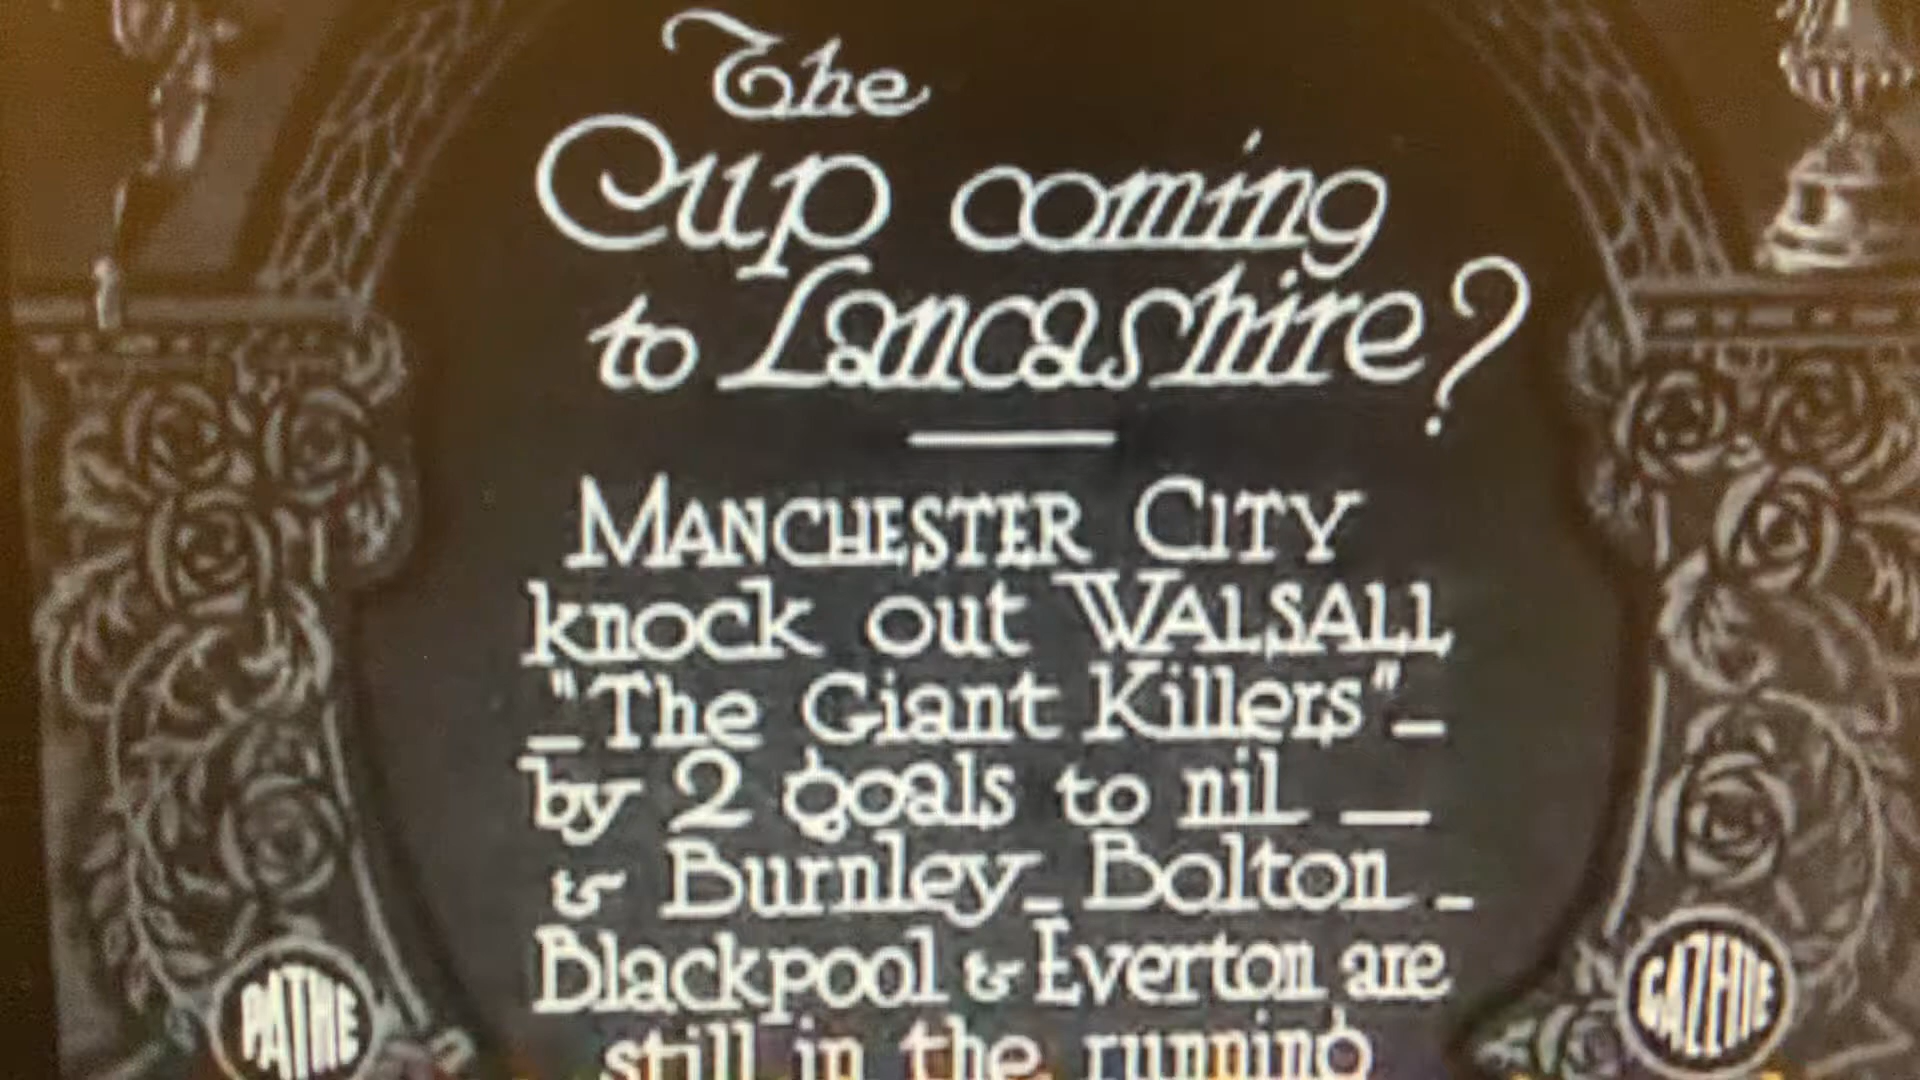 The
Cup coming
to Lancashire?
MANCHESTER CITY
knock out WALSALL
_"The Giant Killers"_
by 2 goals to nil __
& Burnley_ Bolton_
Blackpool & Everton are
still in the running
PATHE
GAZETTE